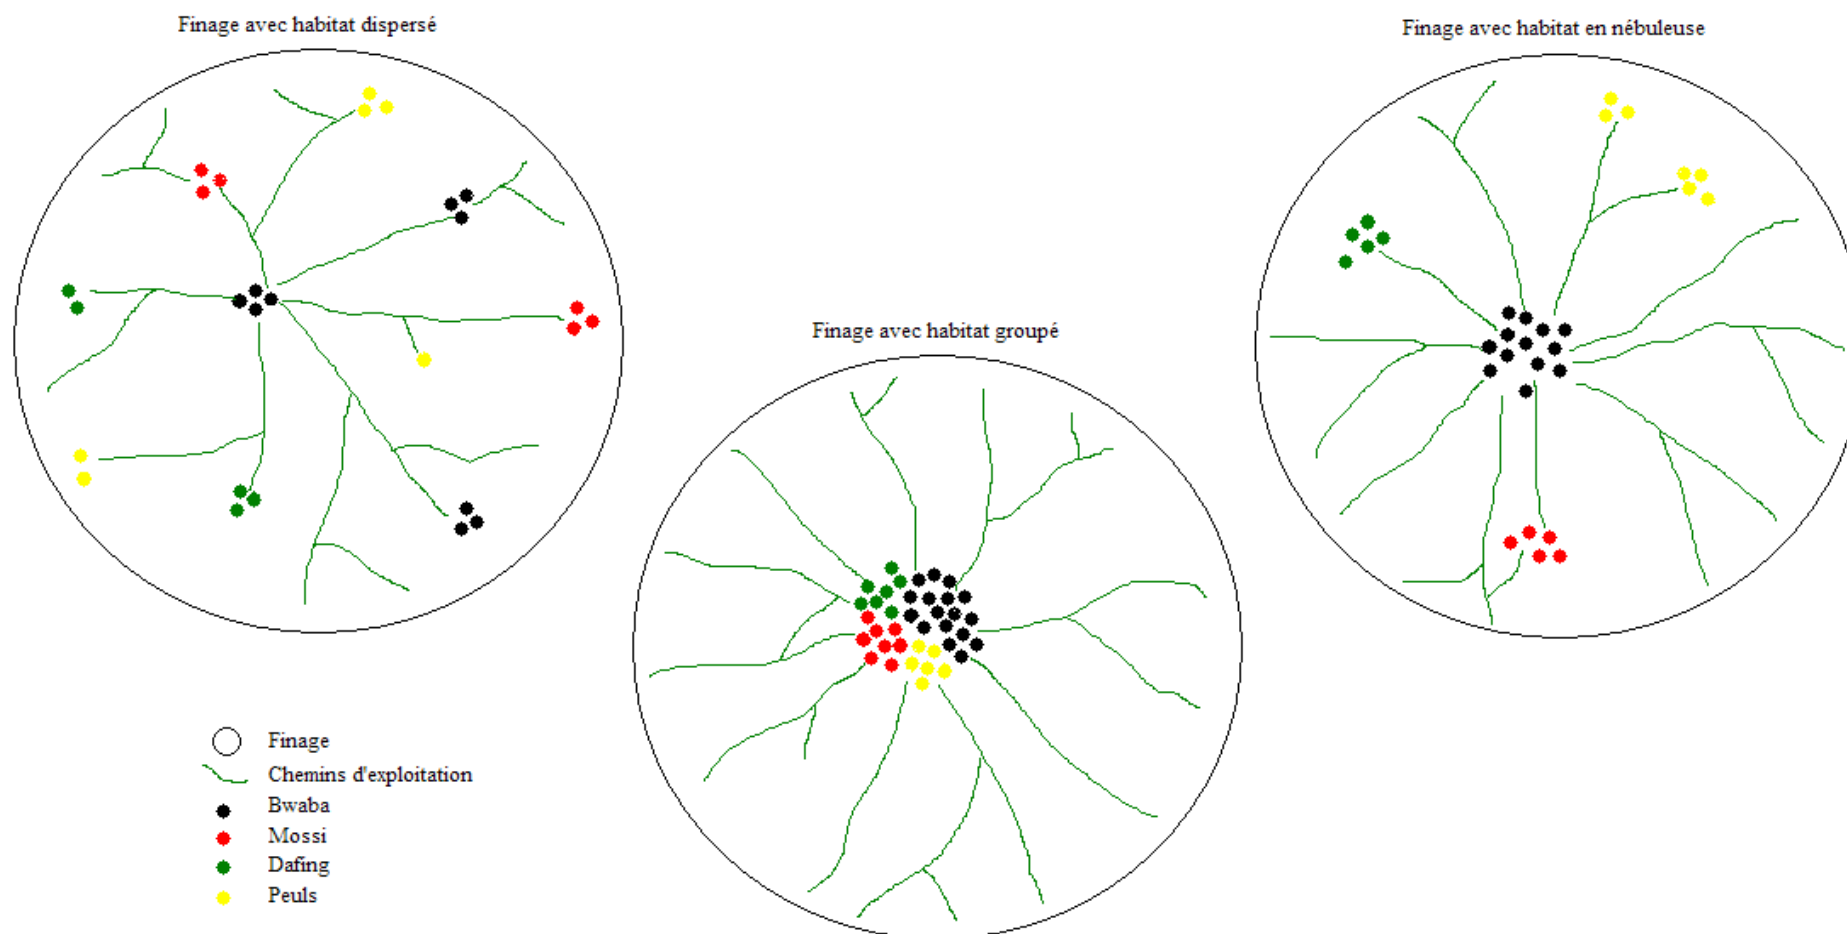 Finage avec habitat dispersé
Finage avec habitat en nébuleuse
Finage avec habitat groupé
Finage
Chemins d'exploitation
Bwaba
Mossi
Dafing
Peuls